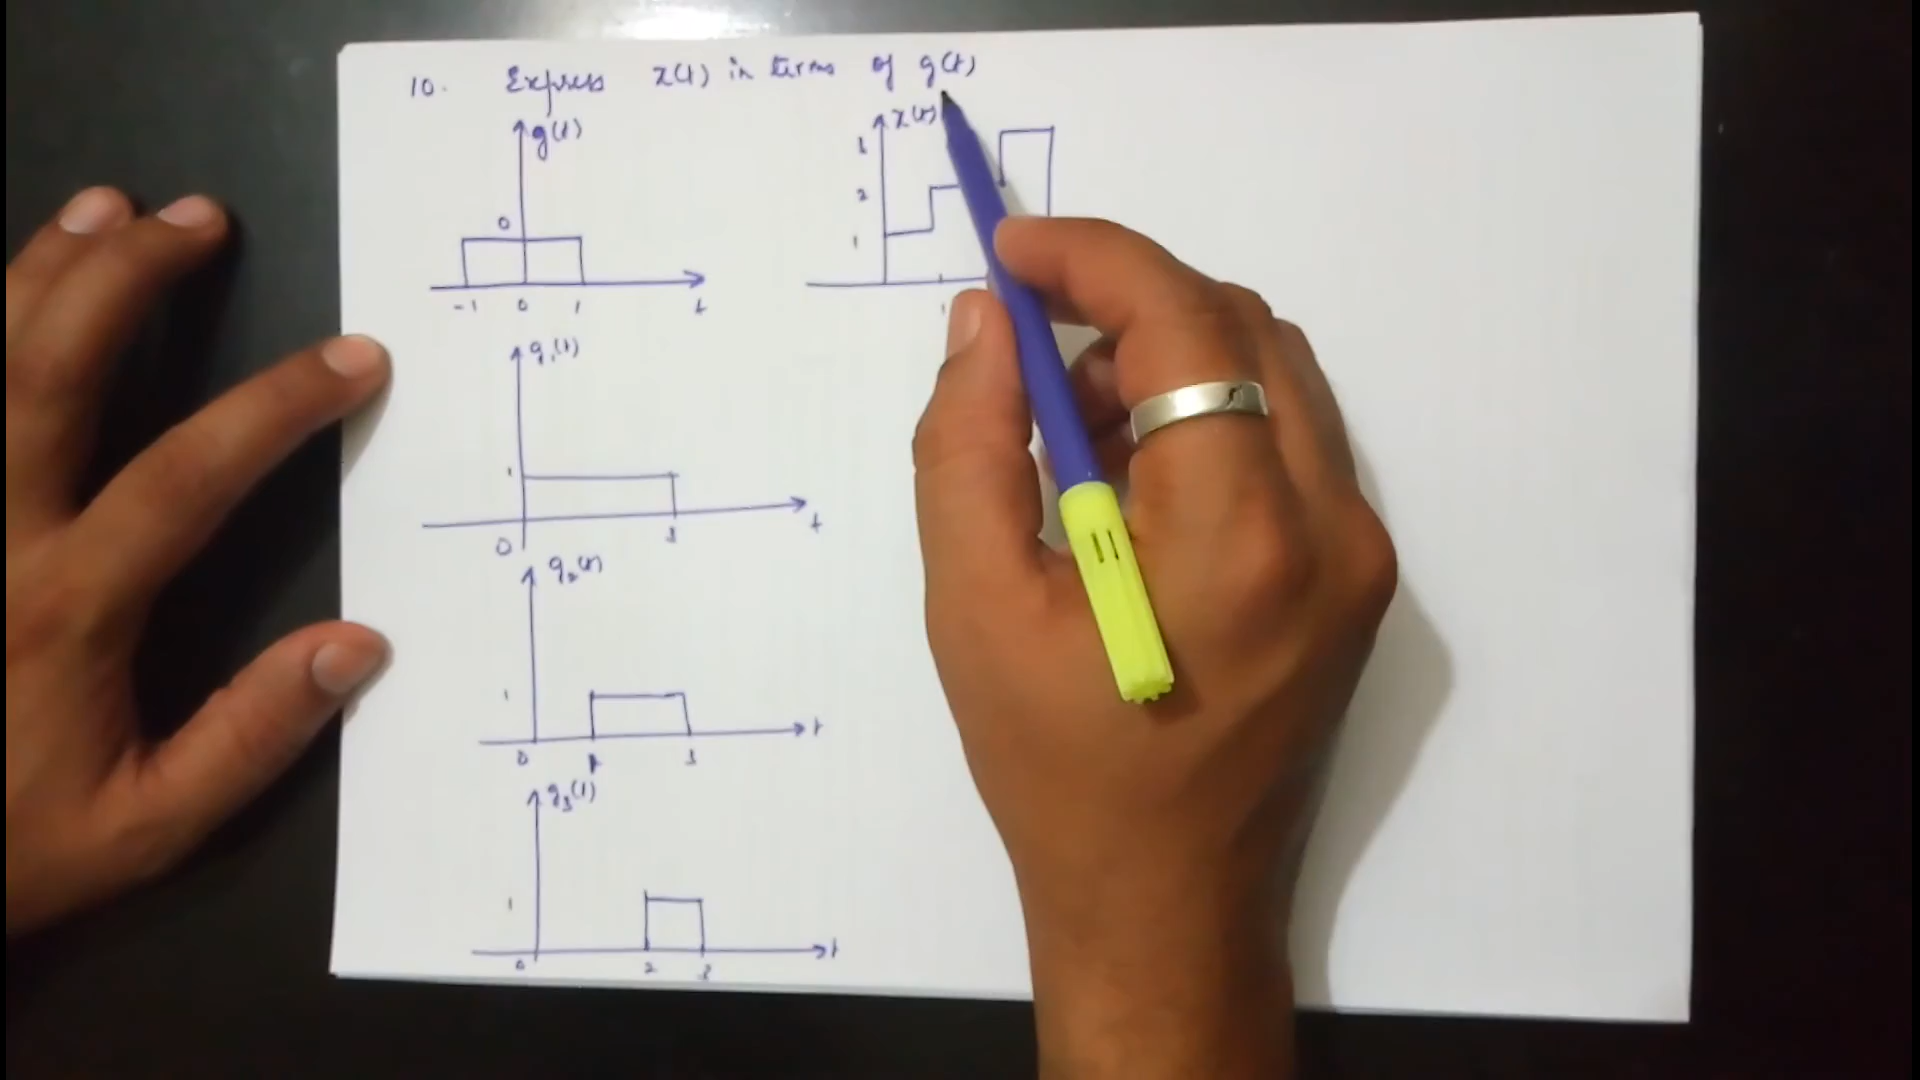 10. Express x(t) in terms of g(t)
g(t)
0
-1 0 1 t
x(t)
3
2
1
1
g₁(t)
1
0 3 t
g₂(t)
1
0 1 3 t
g₃(t)
1
0 2 3 t